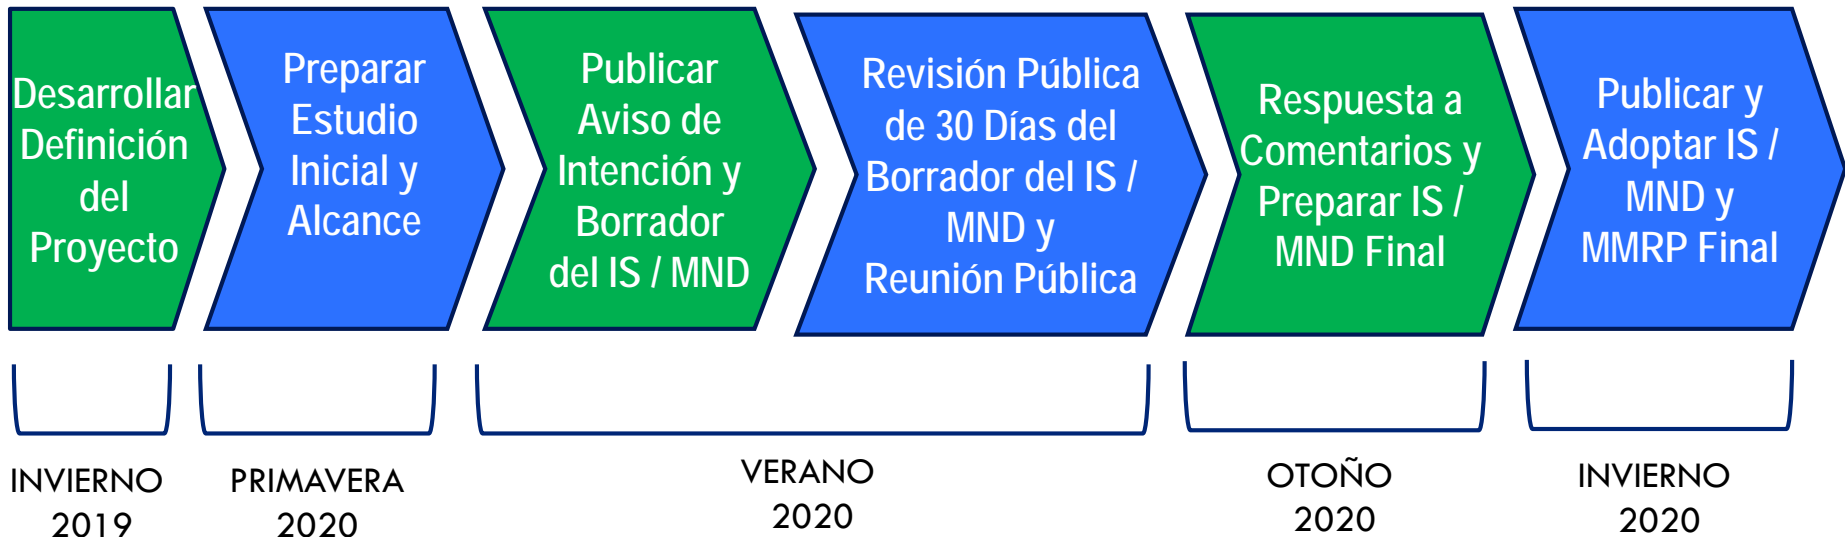 Desarrollar
Definición
del
Proyecto
Preparar
Estudio
Inicial y
Alcance
Publicar
Aviso de
Intención y
Borrador
del IS / MND
Revisión Pública
de 30 Días del
Borrador del IS /
MND y
Reunión Pública
Respuesta a
Comentarios y
Preparar IS /
MND Final
Publicar y
Adoptar IS /
MND y
MMRP Final
INVIERNO
2019
PRIMAVERA
2020
VERANO
2020
OTOÑO
2020
INVIERNO
2020